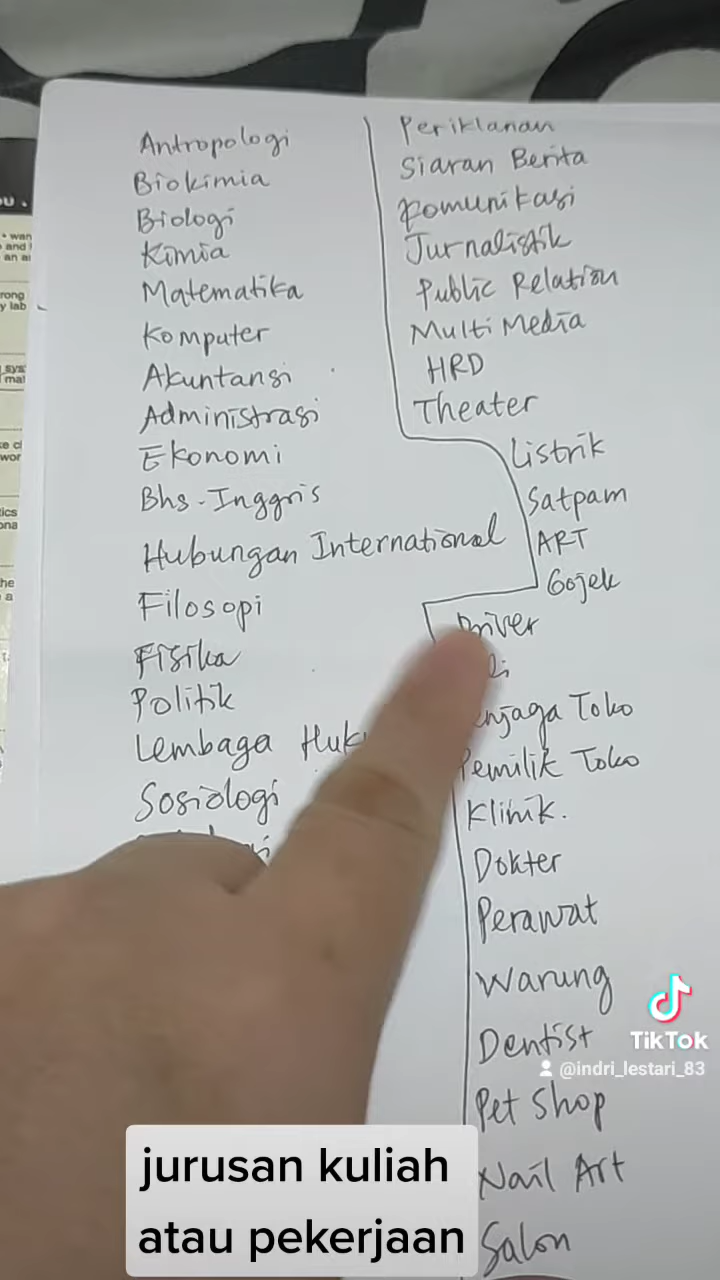 Antropologi
Biokimia
Biologi
Kimia
Matematika
Komputer
Akuntansi
Administrasi
Ekonomi
Bhs-Inggris
Hubungan International
Filosopi
Fisika
Politik
Lembaga
Sosiologi
Periklanan
Siaran Berita
Komunikasi
Jurnalistik
Public Relation
Multi Media
HRD
Theater
Listrik
Satpam
ART
Gojek
Driver
Toko
Pemilik Toko
Klinik.
Dokter
Perawat
Warung
Dentist
Pet Shop
Nail Art
Salon
TikTok
@indri_lestari_83
jurusan kuliah
atau pekerjaan